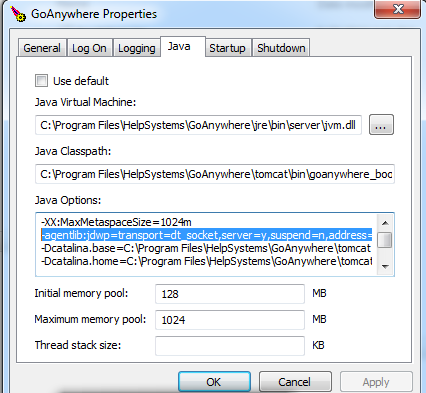 GoAnywhere Properties
General Log On Logging Java Startup Shutdown
Use default
Java Virtual Machine:
C:\Program Files\HelpSystems\GoAnywhere\jre\bin\server\jvm.dll ...
Java Classpath:
C:\Program Files\HelpSystems\GoAnywhere\tomcat\bin\goanywhere_boo
Java Options:
-XX:MaxMetaspaceSize=1024m
-agentlib:jdwp=transport=dt_socket,server=y,suspend=n,address=
-Dcatalina.base=C:\Program Files\HelpSystems\GoAnywhere\tomcat
-Dcatalina.home=C:\Program Files\HelpSystems\GoAnywhere\tomcat
Initial memory pool: 128 MB
Maximum memory pool: 1024 MB
Thread stack size: KB
OK Cancel Apply